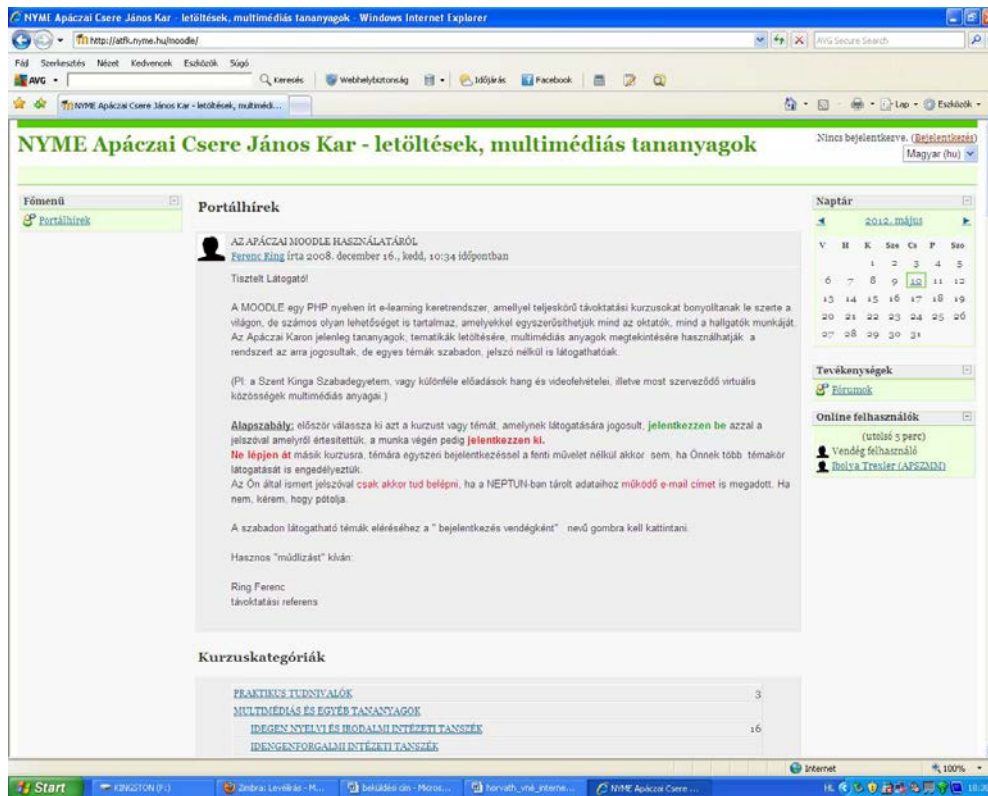 NYME Apáczai Csere János Kar - letöltések, multimédiás tananyagok - Windows Internet Explorer
http://atfk.nyme.hu/moodle/
AVG Secure Search
Fájl Szerkesztés Nézet Kedvencek Eszközök Súgó
AVG Keresés Webhelybiztonság Időjárás Facebook
NYME Apáczai Csere János Kar - letöltések, multimédi...
Lap Eszközök
NYME Apáczai Csere János Kar - letöltések, multimédiás tananyagok
Nincs bejelentkezve. (Bejelentkezés)
Magyar (hu)
Főmenü
Portálhírek
Portálhírek
AZ APÁCZAI MOODLE HASZNÁLATÁRÓL
Ferenc Ring írta 2008. december 16., kedd, 10:34 időpontban
Tisztelt Látogató!
A MOODLE egy PHP nyehen írt e-learning keretrendszer, amellyel teljeskörű távoktatási kurzusokat bonyolítanak le szerte a
világon, de számos olyan lehetőséget is tartalmaz, amelyekkel egyszerűsíthetjük mind az oktatók, mind a hallgatók munkáját.
Az Apáczai Karon jelenleg tananyagok, tematikák letöltésére, multimédiás anyagok megtekintésére használhatják a
rendszert az arra jogosultak, de egyes témák szabadon, jelszó nélkül is látogathatóak.
(Pl: a Szent Kinga Szabadegyetem, vagy különféle előadások hang és videofelvételei, illetve most szerveződő virtuális
közösségek multimédiás anyagai.)
Alapszabály: először válassza ki azt a kurzust vagy témát, amelynek látogatására jogosult, jelentkezzen be azzal a
jelszóval amelyről értesítettük, a munka végén pedig jelentkezzen ki.
Ne lépjen át másik kurzusra, témára egyszeri bejelentkezéssel a fenti művelet nélkül akkor sem, ha Önnek több témakör
látogatását is engedélyeztük.
Az Ön által ismert jelszóval csak akkor tud belépni, ha a NEPTUN-ban tárolt adataihoz működő e-mail címet is megadott. Ha
nem, kérem, hogy pótolja.
A szabadon látogatható témák eléréséhez a " bejelentkezés vendégként" nevű gombra kell kattintani.
Hasznos "múdlizást" kíván:
Ring Ferenc
távoktatási referens
Kurzuskategóriák
PRAKTIKUS TUDNIVALÓK 3
MULTIMÉDIÁS ÉS EGYÉB TANANYAGOK
IDEGEN NYELVI ÉS IRODALMI INTÉZETI TANSZÉK 16
IDENGENFORGALMI INTÉZETI TANSZÉK
Naptár
2012. május
V H K Sze Cs P Szo
1 2 3 4 5
6 7 8 9 10 11 12
13 14 15 16 17 18 19
20 21 22 23 24 25 26
27 28 29 30 31
Tevékenységek
Fórumok
Online felhasználók
(utolsó 5 perc)
Vendég felhasználó
Ibolya Trexler (APSZMM)
Internet 100%
Start KINGSTON (F:) Zimbra: Levélírás - M... beküldési cím - Micros... horvath_vné_interne... NYME Apáczai Csere ... HU 18:30